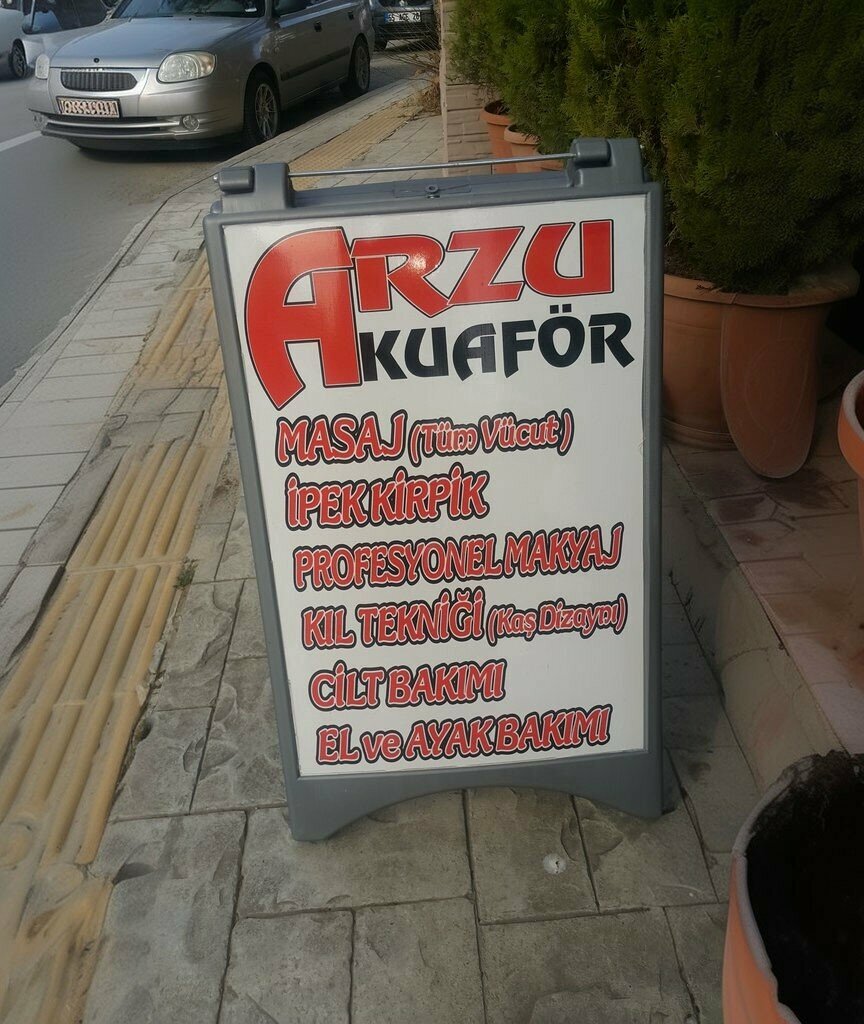 ARZU
KUAFÖR
MASAJ (Tüm Vücut)
İPEK KİRPİK
PROFESYONEL MAKYAJ
KIL TEKNİĞİ (Kaş Dizaynı)
CİLT BAKIMI
EL ve AYAK BAKIMI